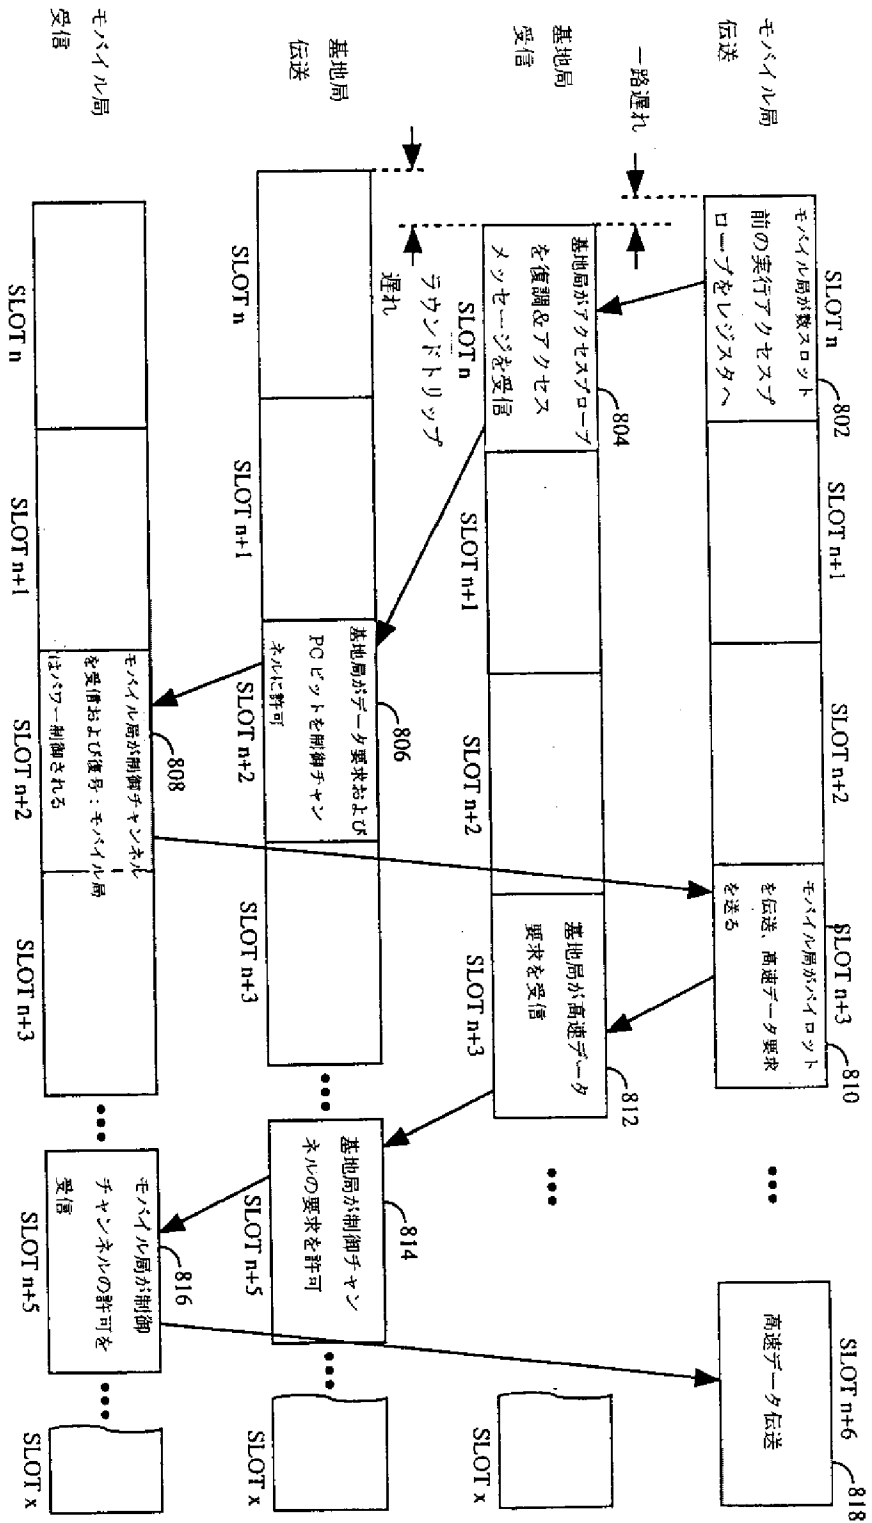 モバイル局
伝送
SLOT n
SLOT n+1
SLOT n+2
SLOT n+3
SLOT n+6
802
810
818
モバイル局が数スロット
前の実行アクセスプ
ローブをレジスタへ
モバイル局がパイロット
を伝送、高速データ要求
を送る
高速データ伝送
一路遅れ
基地局
受信
804
812
基地局がアクセスプローブ
を復調&アクセス
メッセージを受信
基地局が高速データ
要求を受信
SLOT n
SLOT n+1
SLOT n+2
SLOT n+3
SLOT x
ラウンドトリップ
遅れ
基地局
伝送
806
814
基地局がデータ要求および
PCビットを制御チャン
ネルに許可
基地局が制御チャン
ネルの要求を許可
SLOT n
SLOT n+1
SLOT n+2
SLOT n+3
SLOT n+5
SLOT x
モバイル局
受信
808
816
モバイル局が制御チャンネル
を受信および復号：モバイル局
はパワー制御される
モバイル局が制御
チャンネルの許可を
受信
SLOT n
SLOT n+1
SLOT n+2
SLOT n+3
SLOT n+5
SLOT x